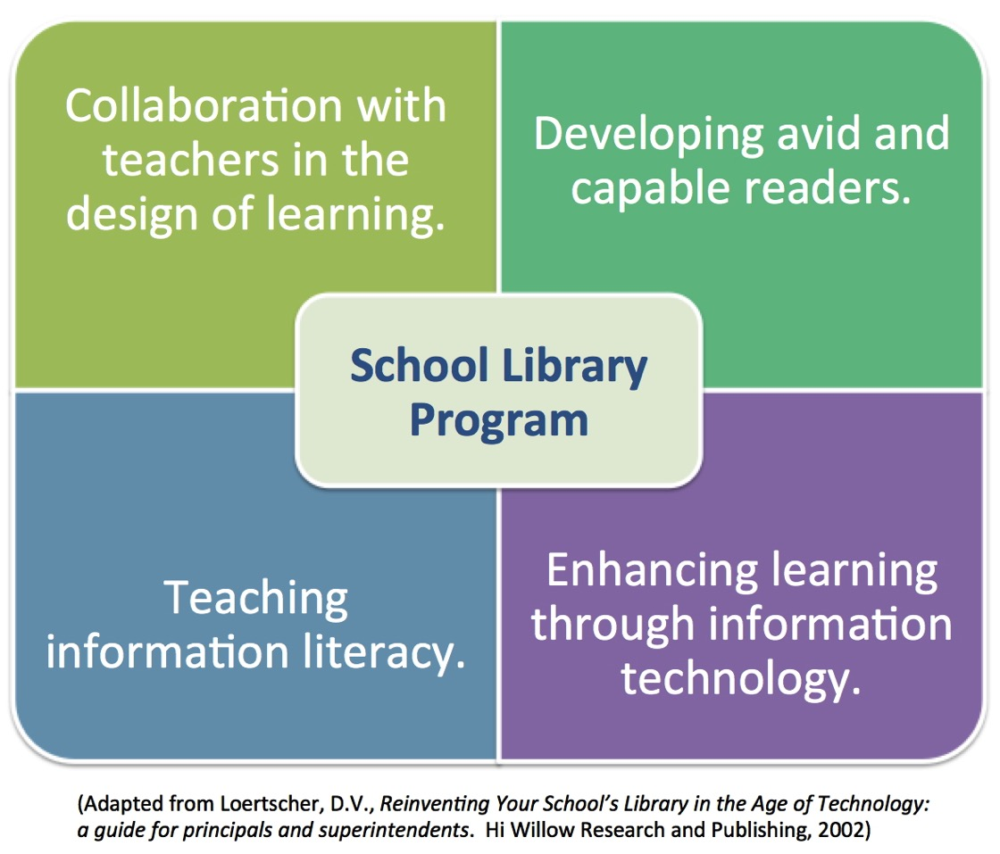 Collaboration with
teachers in the
design of learning.
Developing avid and
capable readers.
School Library
Program
Teaching
information literacy.
Enhancing learning
through information
technology.
(Adapted from Loertscher, D.V., Reinventing Your School’s Library in the Age of Technology:
a guide for principals and superintendents.  Hi Willow Research and Publishing, 2002)